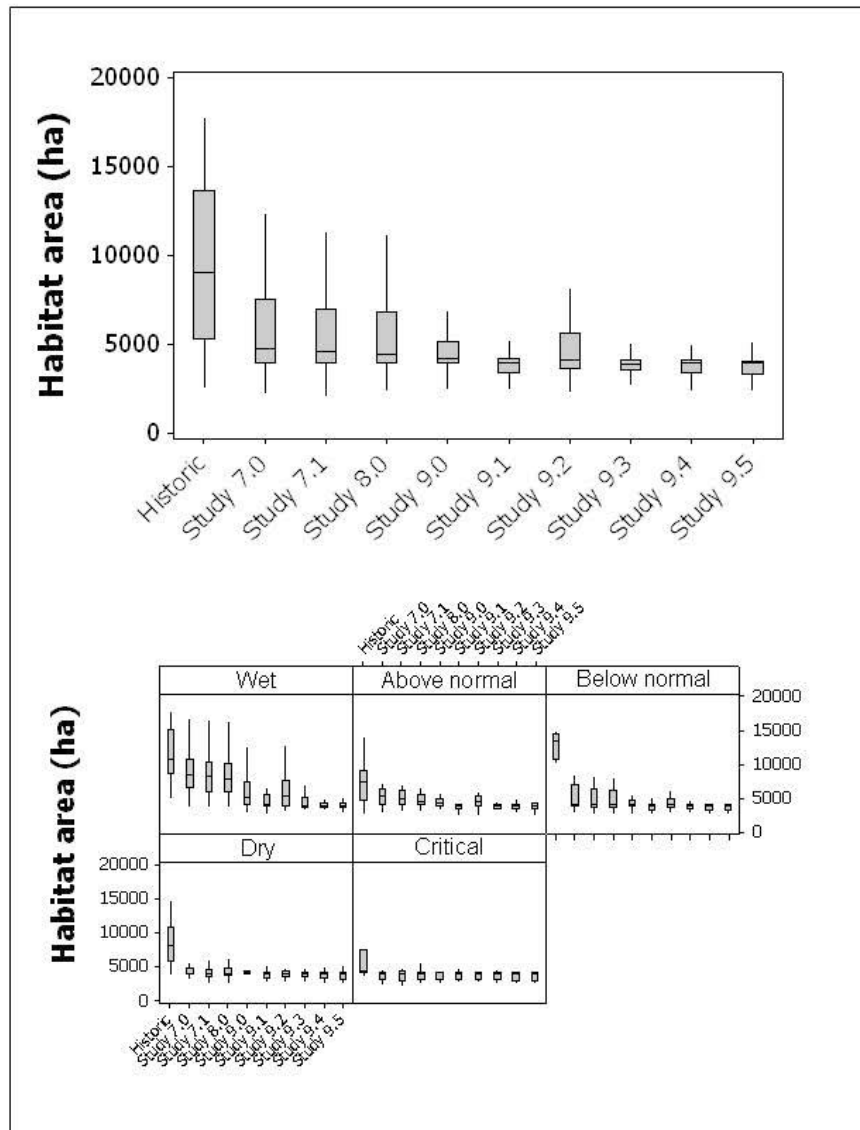 20000
15000
10000
5000
0
Habitat area (ha)
Historic
Study 7.0
Study 7.1
Study 8.0
Study 9.0
Study 9.1
Study 9.2
Study 9.3
Study 9.4
Study 9.5
Historic
Study 7.0
Study 7.1
Study 8.0
Study 9.0
Study 9.1
Study 9.2
Study 9.3
Study 9.4
Study 9.5
Wet
Above normal
Below normal
20000
15000
10000
5000
0
Habitat area (ha)
Dry
Critical
20000
15000
10000
5000
0
Historic
Study 7.0
Study 7.1
Study 8.0
Study 9.0
Study 9.1
Study 9.2
Study 9.3
Study 9.4
Study 9.5